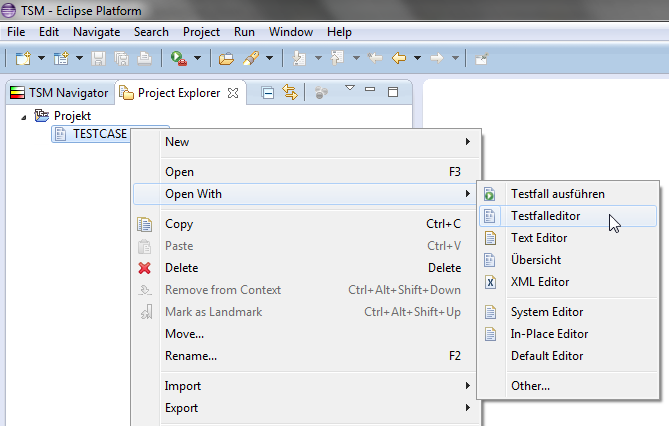 TSM - Eclipse Platform
File Edit Navigate Search Project Run Window Help
TSM Navigator Project Explorer
Projekt
TESTCASE
New
Open F3
Open With
Copy Ctrl+C
Paste Ctrl+V
Delete Delete
Remove from Context Ctrl+Alt+Shift+Down
Mark as Landmark Ctrl+Alt+Shift+Up
Move...
Rename... F2
Import
Export
Testfall ausführen
Testfalleditor
Text Editor
Übersicht
XML Editor
System Editor
In-Place Editor
Default Editor
Other...